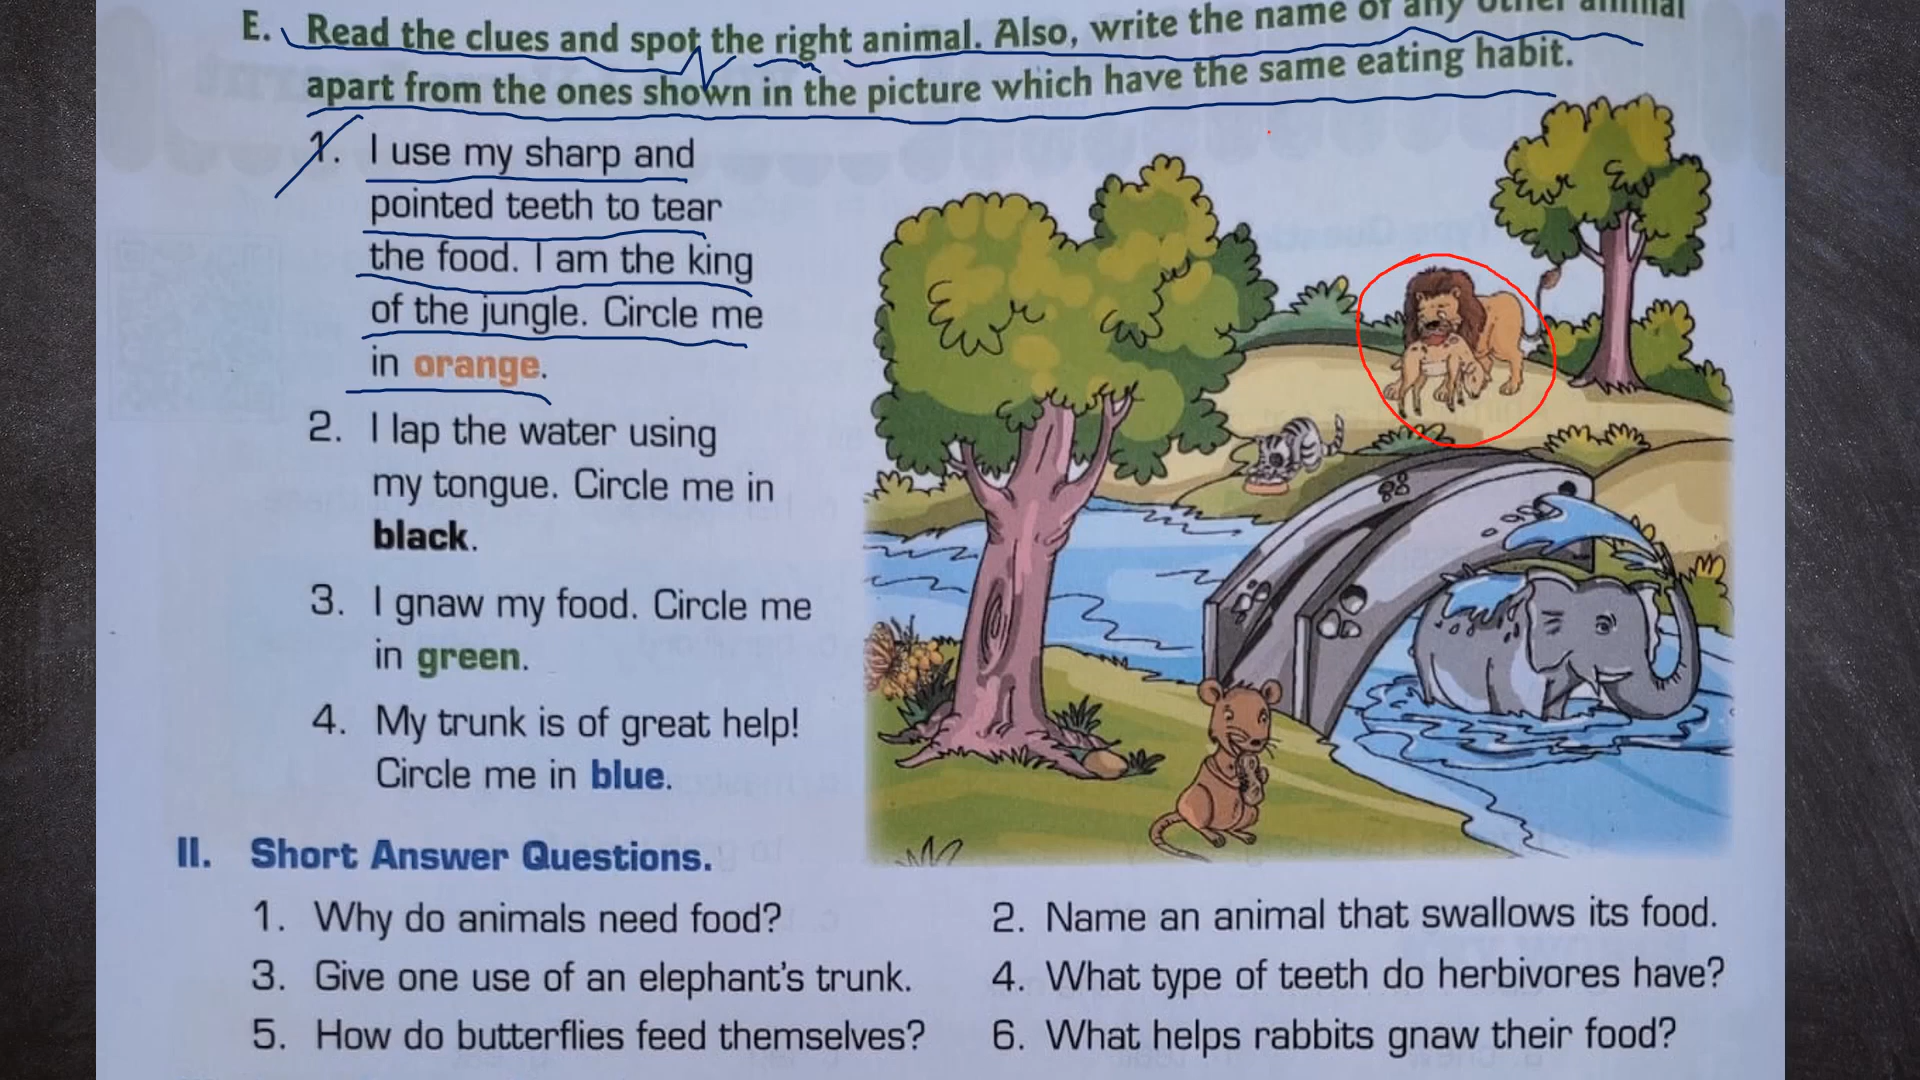 E. Read the clues and spot the right animal. Also, write the name of any other animal
apart from the ones shown in the picture which have the same eating habit.
1. I use my sharp and
pointed teeth to tear
the food. I am the king
of the jungle. Circle me
in orange.
2. I lap the water using
my tongue. Circle me in
black.
3. I gnaw my food. Circle me
in green.
4. My trunk is of great help!
Circle me in blue.
II. Short Answer Questions.
1. Why do animals need food?
2. Name an animal that swallows its food.
3. Give one use of an elephant's trunk.
4. What type of teeth do herbivores have?
5. How do butterflies feed themselves?
6. What helps rabbits gnaw their food?